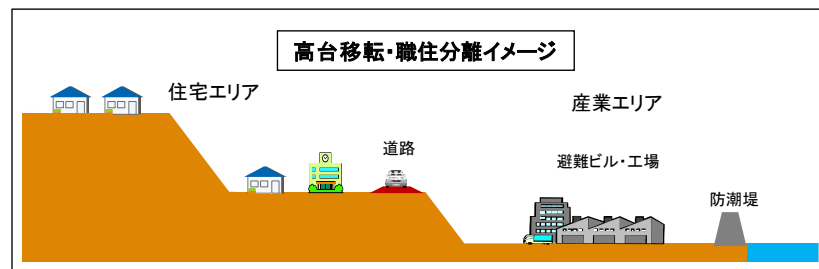 高台移転・職住分離イメージ
住宅エリア
産業エリア
道路
避難ビル・工場
防潮堤